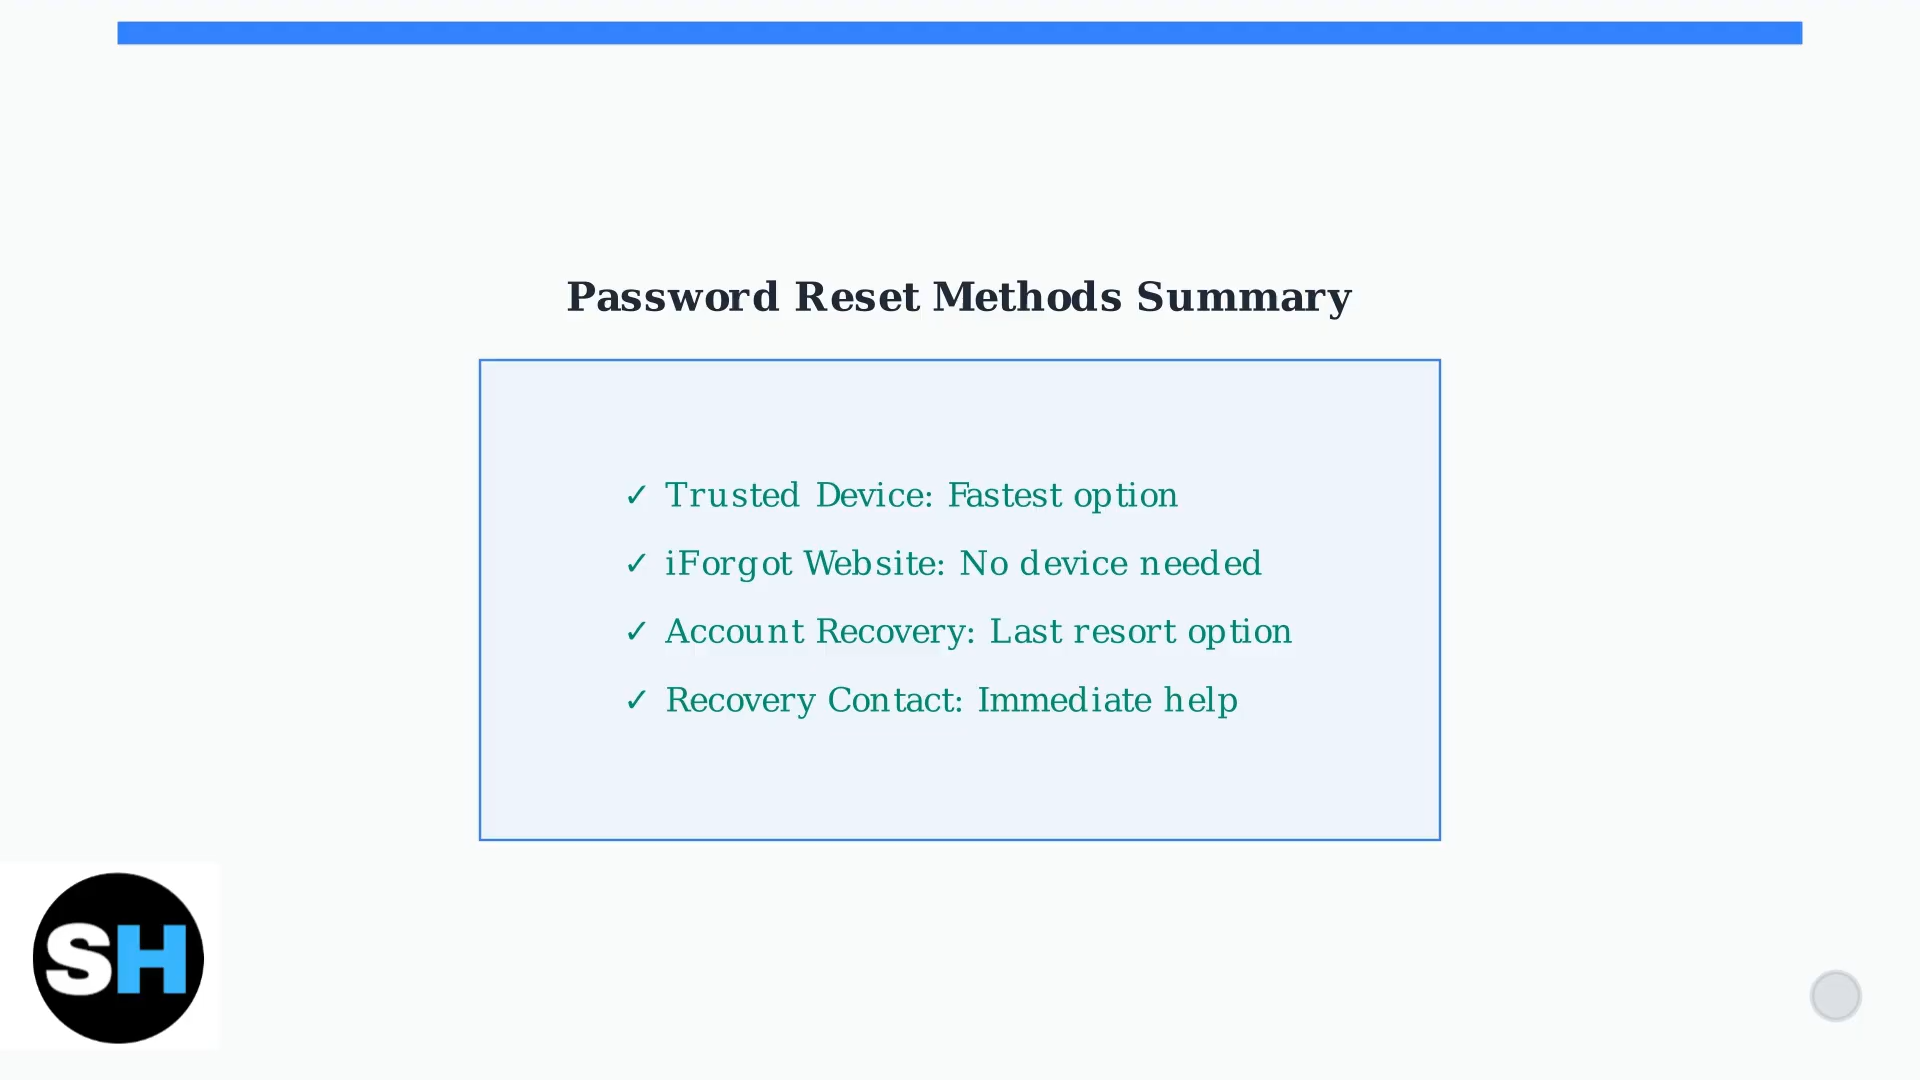 Password Reset Methods Summary
✓ Trusted Device: Fastest option
✓ iForgot Website: No device needed
✓ Account Recovery: Last resort option
✓ Recovery Contact: Immediate help
SH